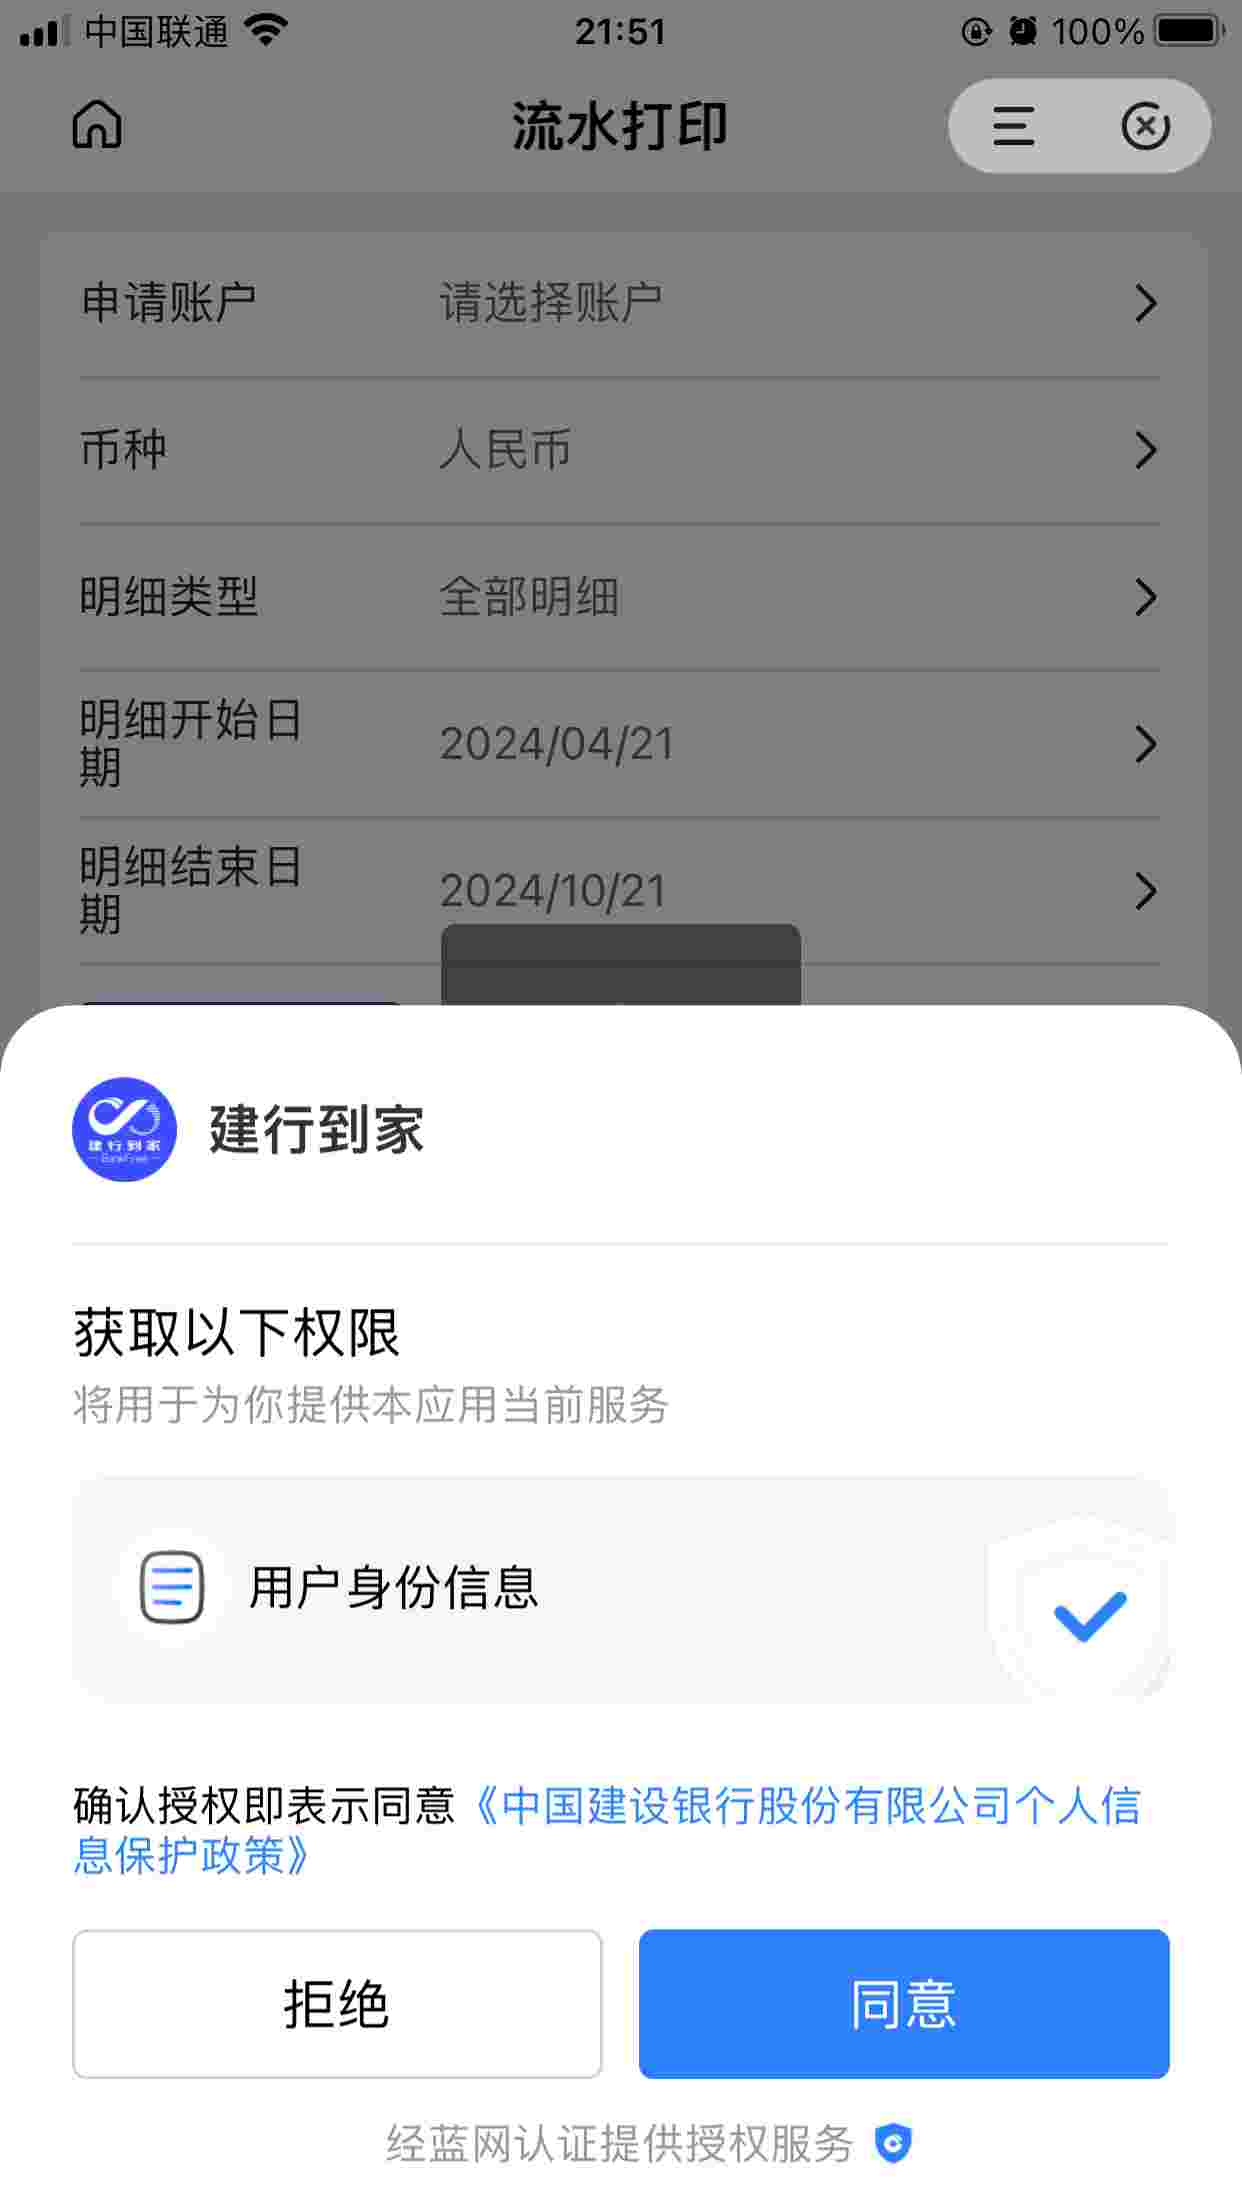 中国联通 21:51 100%
流水打印
申请账户 请选择账户
币种 人民币
明细类型 全部明细
明细开始日
期
2024/04/21
明细结束日
期
2024/10/21
建行到家
BankFree
建行到家
获取以下权限
将用于为你提供本应用当前服务
用户身份信息
确认授权即表示同意《中国建设银行股份有限公司个人信
息保护政策》
拒绝 同意
经蓝网认证提供授权服务